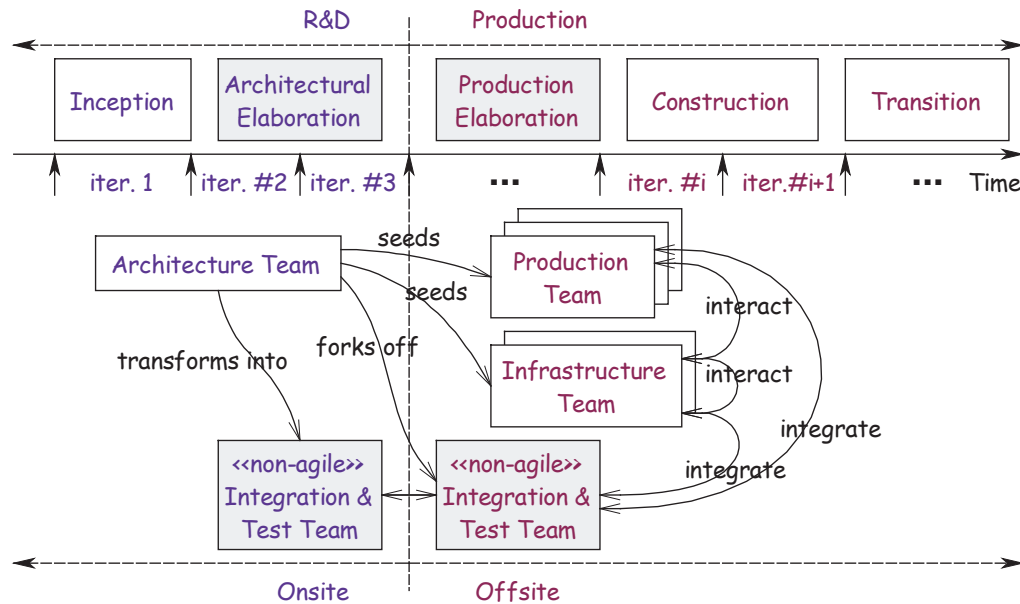 R&D
Production
Inception
Architectural
Elaboration
Production
Elaboration
Construction
Transition
iter. 1
iter. #2
iter. #3
...
iter. #i
iter.#i+1
...
Time
Architecture Team
seeds
seeds
Production
Team
interact
transforms into
forks off
Infrastructure
Team
interact
integrate
integrate
<<non-agile>>
Integration &
Test Team
<<non-agile>>
Integration &
Test Team
Onsite
Offsite